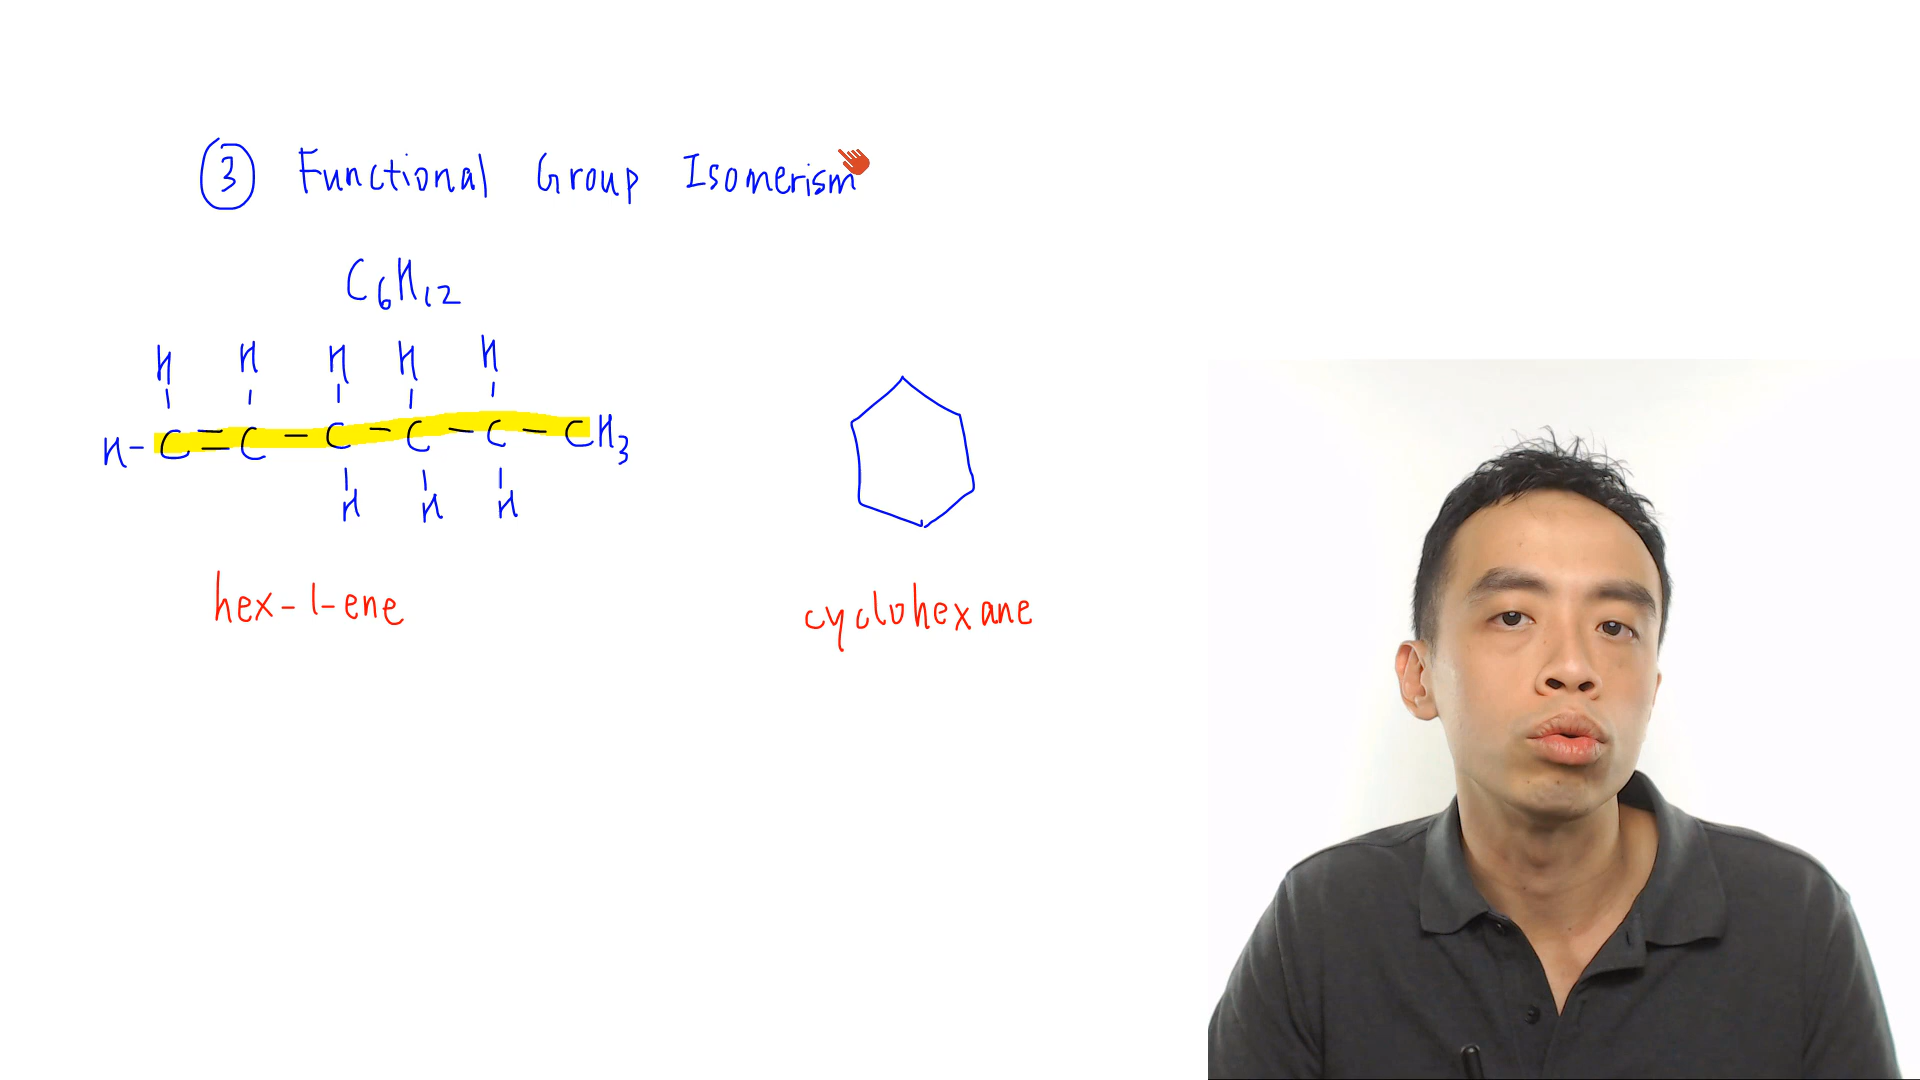 ③ Functional Group Isomerism
C₆H₁₂
H H H H H
H-C=C-C-C-C-CH₃
H H H
hex-1-ene
cyclohexane